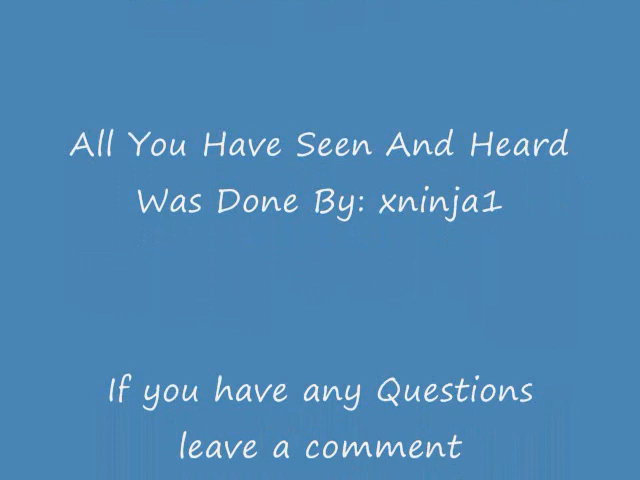 All You Have Seen And Heard
Was Done By: xninja1
If you have any Questions
leave a comment